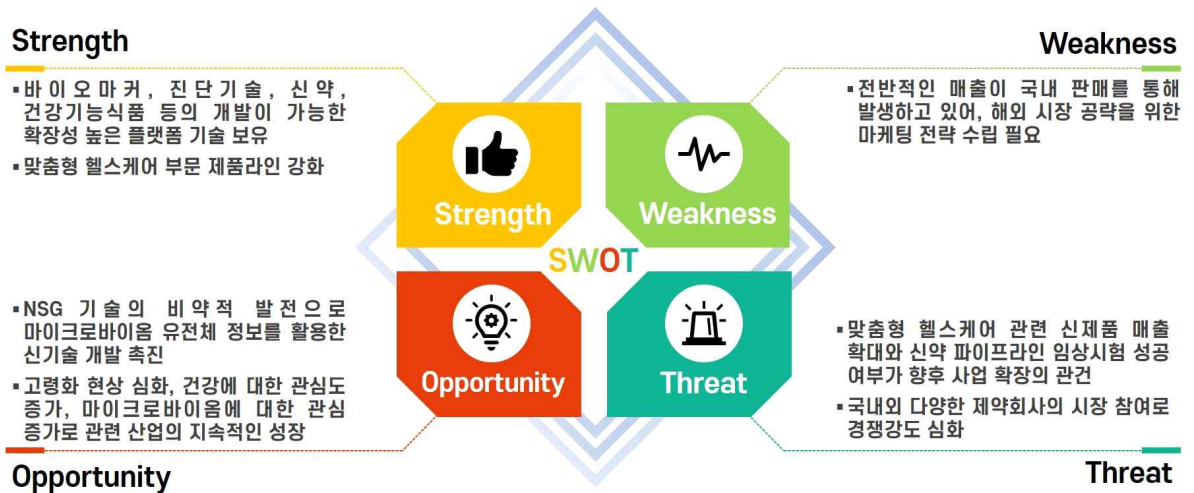 Strength
▪바이오마커, 진단기술, 신약,
건강기능식품 등의 개발이 가능한
확장성 높은 플랫폼 기술 보유
▪맞춤형 헬스케어 부문 제품라인 강화
Weakness
▪전반적인 매출이 국내 판매를 통해
발생하고 있어, 해외 시장 공략을 위한
마케팅 전략 수립 필요
Strength
Weakness
SWOT
Opportunity
Threat
▪NSG 기술의 비약적 발전으로
마이크로바이옴 유전체 정보를 활용한
신기술 개발 촉진
▪고령화 현상 심화, 건강에 대한 관심도
증가, 마이크로바이옴에 대한 관심
증가로 관련 산업의 지속적인 성장
Opportunity
▪맞춤형 헬스케어 관련 신제품 매출
확대와 신약 파이프라인 임상시험 성공
여부가 향후 사업 확장의 관건
▪국내외 다양한 제약회사의 시장 참여로
경쟁강도 심화
Threat